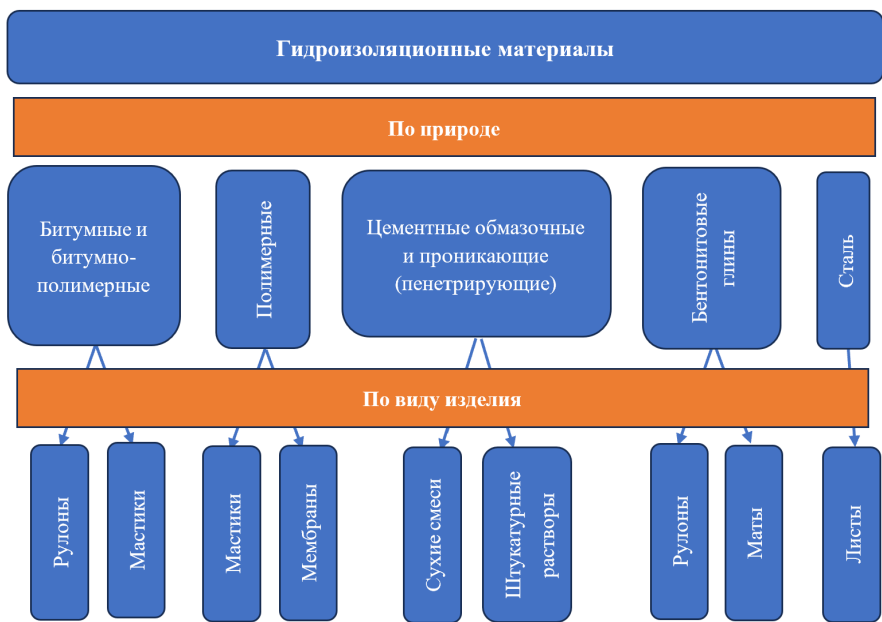 Гидроизоляционные материалы
По природе
Битумные и
битумно-
полимерные
Полимерные
Цементные обмазочные
и проникающие
(пенетрирующие)
Бентонитовые
глины
Сталь
По виду изделия
Рулоны
Мастики
Мастики
Мембраны
Сухие смеси
Штукатурные
растворы
Рулоны
Маты
Листы